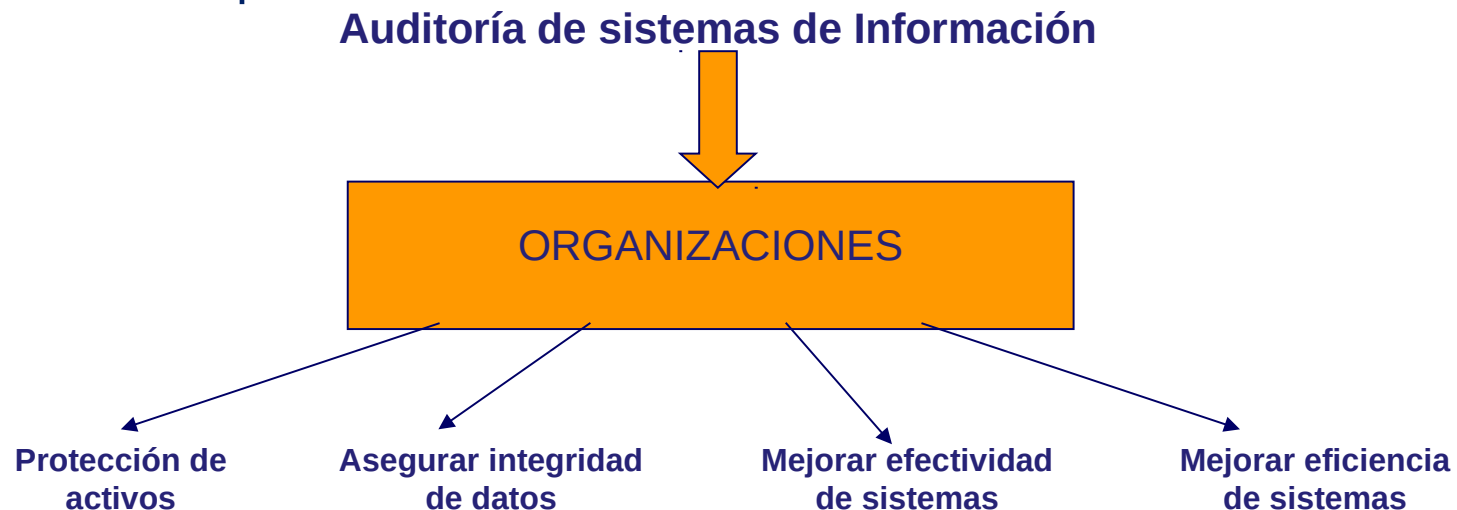 Auditoría de sistemas de Información
ORGANIZACIONES
Protección de
activos
Asegurar integridad
de datos
Mejorar efectividad
de sistemas
Mejorar eficiencia
de sistemas